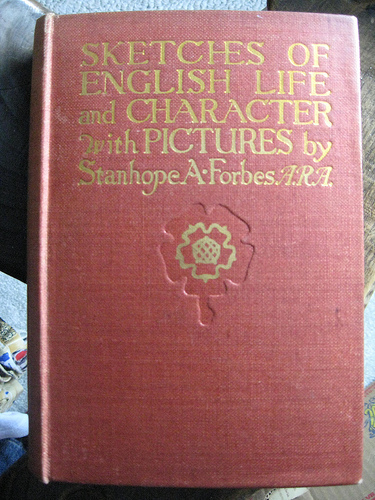 SKETCHES OF
ENGLISH LIFE
and CHARACTER
with PICTURES by
Stanhope A·Forbes.A.R.A.